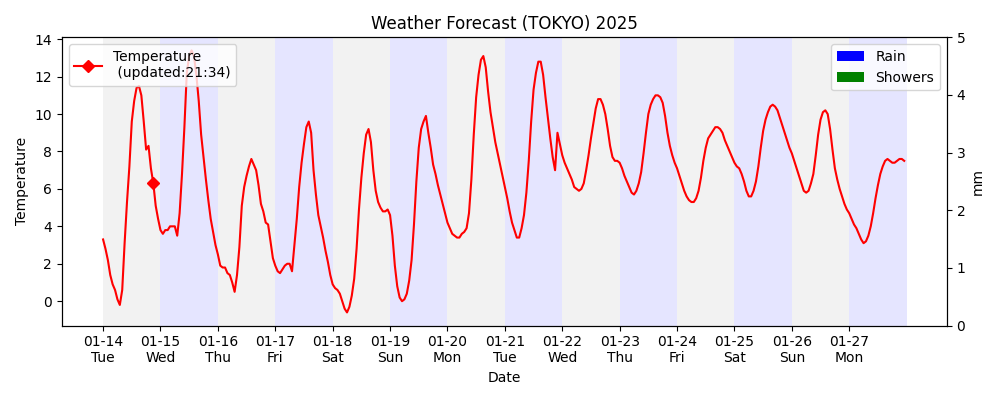 Weather Forecast (TOKYO) 2025
Temperature
(updated:21:34)
Rain
Showers
Temperature
14
12
10
8
6
4
2
0
5
4
3
2
1
0
mm
01-14 01-15 01-16 01-17 01-18 01-19 01-20 01-21 01-22 01-23 01-24 01-25 01-26 01-27
Tue Wed Thu Fri Sat Sun Mon Tue Wed Thu Fri Sat Sun Mon
Date